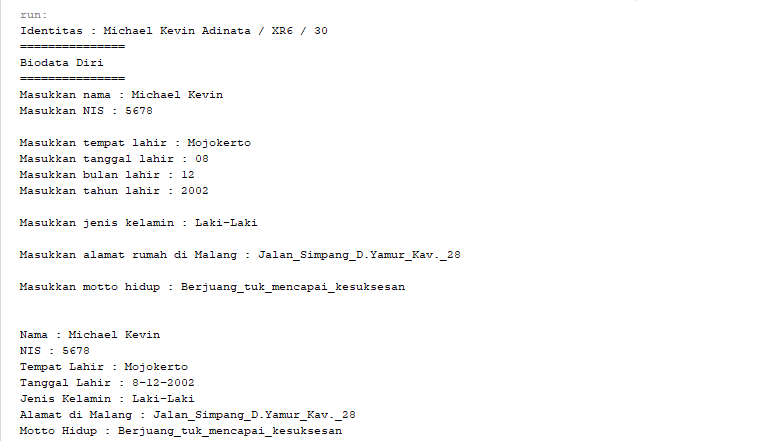 run:
Identitas : Michael Kevin Adinata / XR6 / 30
===============
Biodata Diri
===============
Masukkan nama : Michael Kevin
Masukkan NIS : 5678
Masukkan tempat lahir : Mojokerto
Masukkan tanggal lahir : 08
Masukkan bulan lahir : 12
Masukkan tahun lahir : 2002
Masukkan jenis kelamin : Laki-Laki
Masukkan alamat rumah di Malang : Jalan_Simpang_D.Yamur_Kav._28
Masukkan motto hidup : Berjuang_tuk_mencapai_kesuksesan
Nama : Michael Kevin
NIS : 5678
Tempat Lahir : Mojokerto
Tanggal Lahir : 8-12-2002
Jenis Kelamin : Laki-Laki
Alamat di Malang : Jalan_Simpang_D.Yamur_Kav._28
Motto Hidup : Berjuang_tuk_mencapai_kesuksesan